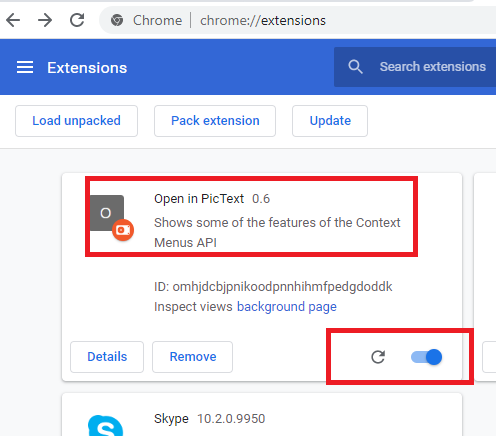 Chrome | chrome://extensions
Extensions
Search extensions
Load unpacked
Pack extension
Update
O
Open in PicText 0.6
Shows some of the features of the Context
Menus API
ID: omhjdcbjpnikoodpnnhihmfpedgdoddk
Inspect views background page
Details
Remove
Skype 10.2.0.9950